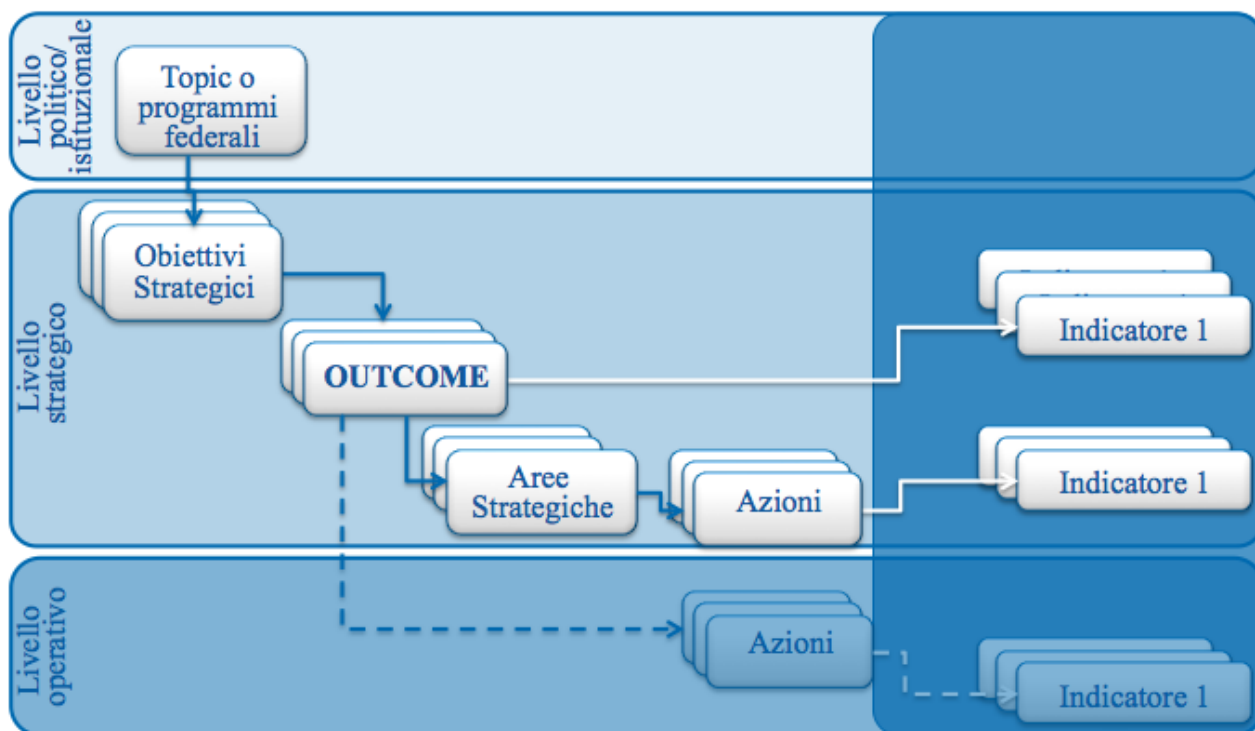 Livello
politico/
istituzionale
Topic o
programmi
federali
Livello
strategico
Obiettivi
Strategici
OUTCOME
Indicatore 1
Aree
Strategiche
Azioni
Indicatore 1
Livello
operativo
Azioni
Indicatore 1